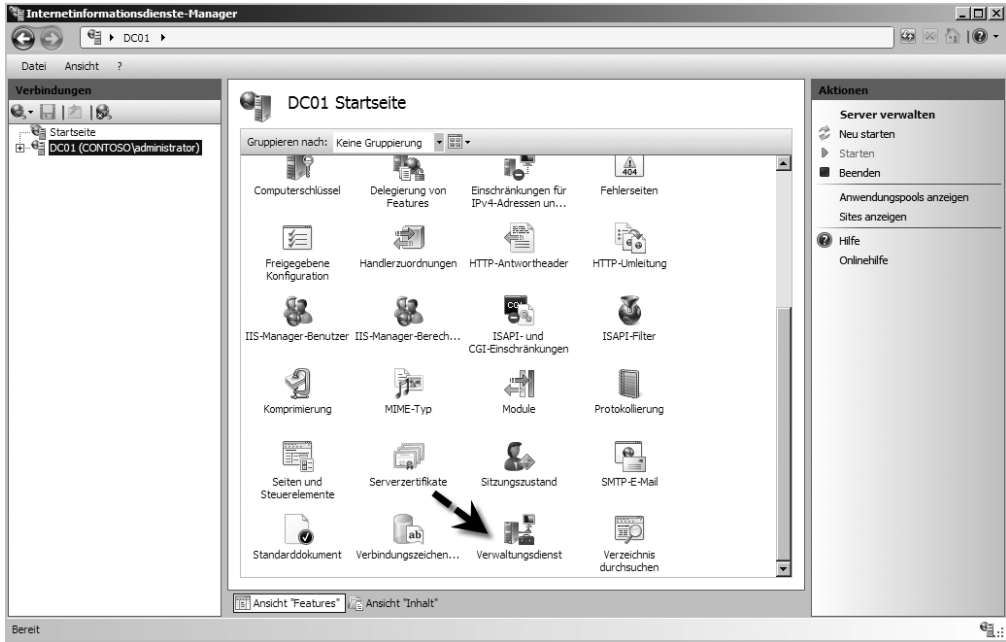 Internetinformationsdienste-Manager
DC01
Datei Ansicht ?
Verbindungen
Startseite
DC01 (CONTOSO\administrator)
DC01 Startseite
Gruppieren nach: Keine Gruppierung
Computerschlüssel
Delegierung von
Features
Einschränkungen für
IPv4-Adressen un...
404
Fehlerseiten
Freigegebene
Konfiguration
Handlerzuordnungen
HTTP-Antwortheader
HTTP-Umleitung
IIS-Manager-Benutzer
IIS-Manager-Berech...
CGI
ISAPI- und
CGI-Einschränkungen
ISAPI-Filter
Komprimierung
MIME-Typ
Module
Protokollierung
Seiten und
Steuerelemente
Serverzertifikate
Sitzungszustand
SMTP-E-Mail
Standarddokument
ab
Verbindungszeichen...
Verwaltungsdienst
Verzeichnis
durchsuchen
Ansicht "Features"
Ansicht "Inhalt"
Aktionen
Server verwalten
Neu starten
Starten
Beenden
Anwendungspools anzeigen
Sites anzeigen
Hilfe
Onlinehilfe
Bereit